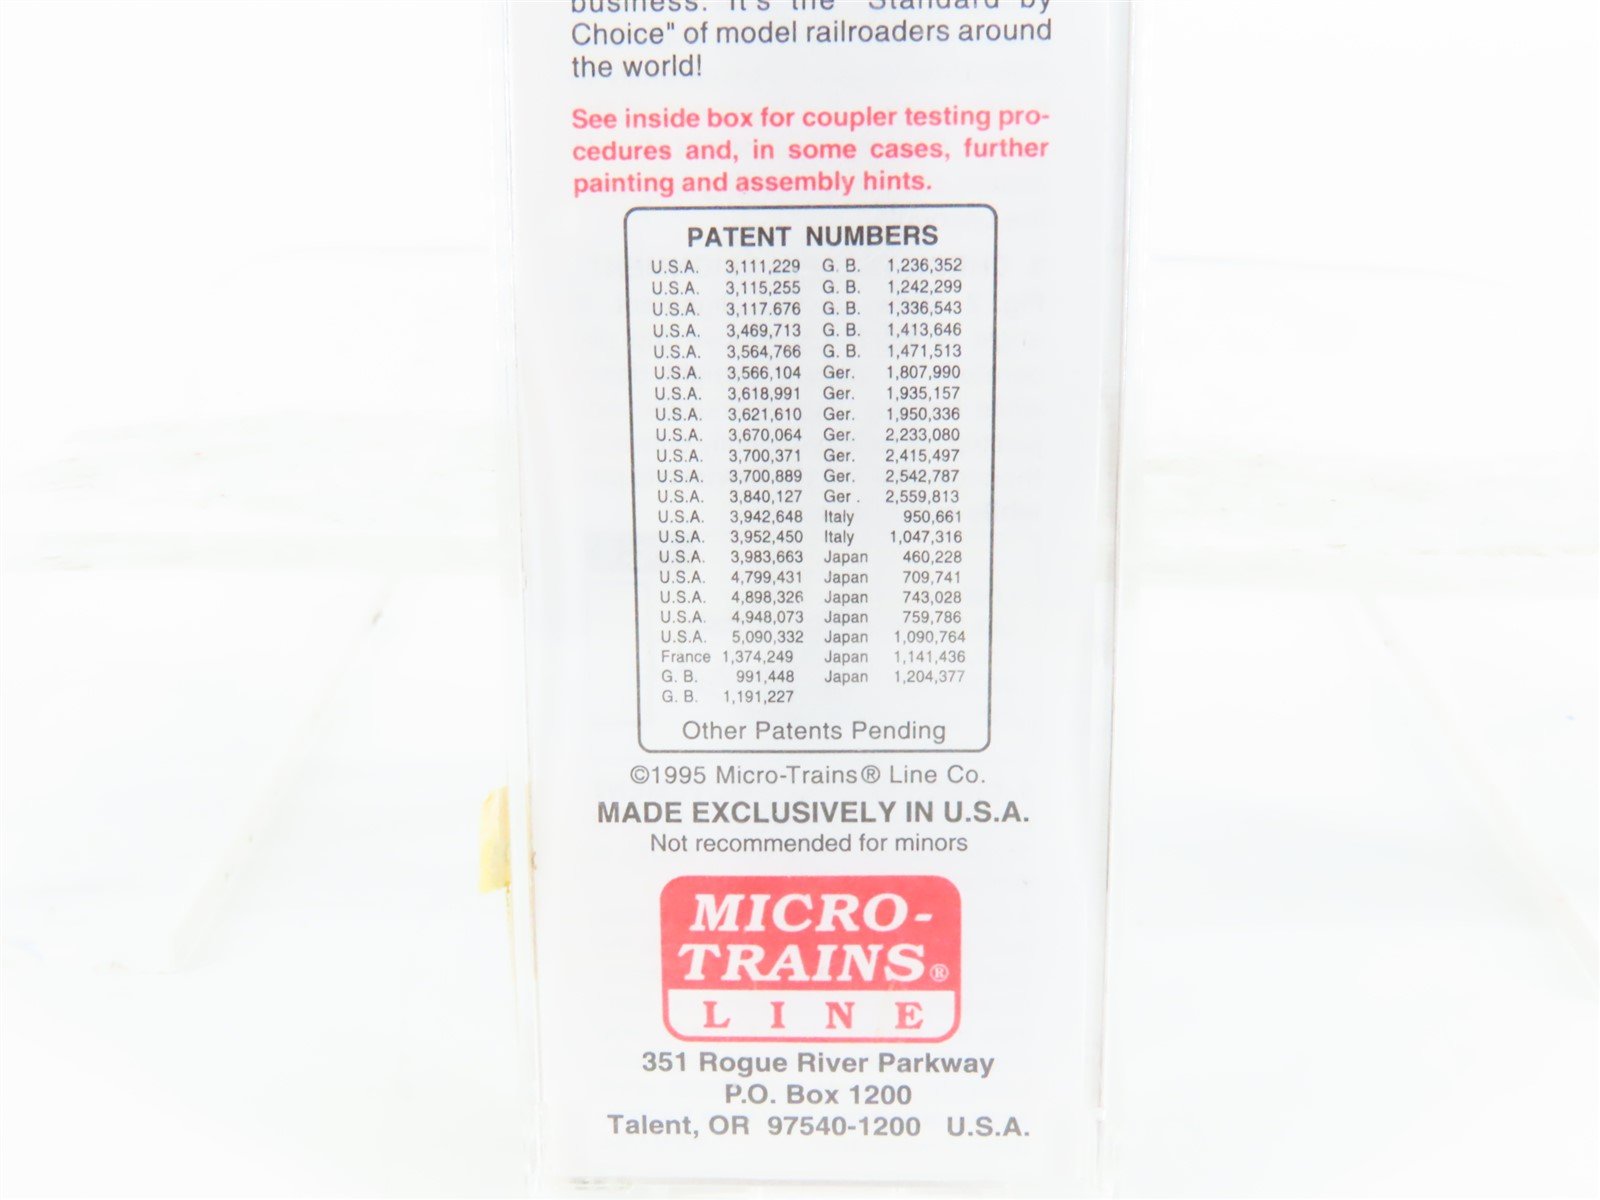 business. It's the "Standard by
Choice" of model railroaders around
the world!
See inside box for coupler testing pro-
cedures and, in some cases, further
painting and assembly hints.
PATENT NUMBERS
U.S.A. 3,111,229 G. B. 1,236,352
U.S.A. 3,115,255 G. B. 1,242,299
U.S.A. 3,117.676 G. B. 1,336,543
U.S.A. 3,469,713 G. B. 1,413,646
U.S.A. 3,564,766 G. B. 1,471,513
U.S.A. 3,566,104 Ger. 1,807,990
U.S.A. 3,618,991 Ger. 1,935,157
U.S.A. 3,621,610 Ger. 1,950,336
U.S.A. 3,670,064 Ger. 2,233,080
U.S.A. 3,700,371 Ger. 2,415,497
U.S.A. 3,700,889 Ger. 2,542,787
U.S.A. 3,840,127 Ger . 2,559,813
U.S.A. 3,942,648 Italy 950,661
U.S.A. 3,952,450 Italy 1,047,316
U.S.A. 3,983,663 Japan 460,228
U.S.A. 4,799,431 Japan 709,741
U.S.A. 4,898,326 Japan 743,028
U.S.A. 4,948,073 Japan 759,786
U.S.A. 5,090,332 Japan 1,090,764
France 1,374,249 Japan 1,141,436
G. B. 991,448 Japan 1,204,377
G. B. 1,191,227
Other Patents Pending
©1995 Micro-Trains® Line Co.
MADE EXCLUSIVELY IN U.S.A.
Not recommended for minors
MICRO-
TRAINS®
LINE
351 Rogue River Parkway
P.O. Box 1200
Talent, OR 97540-1200 U.S.A.